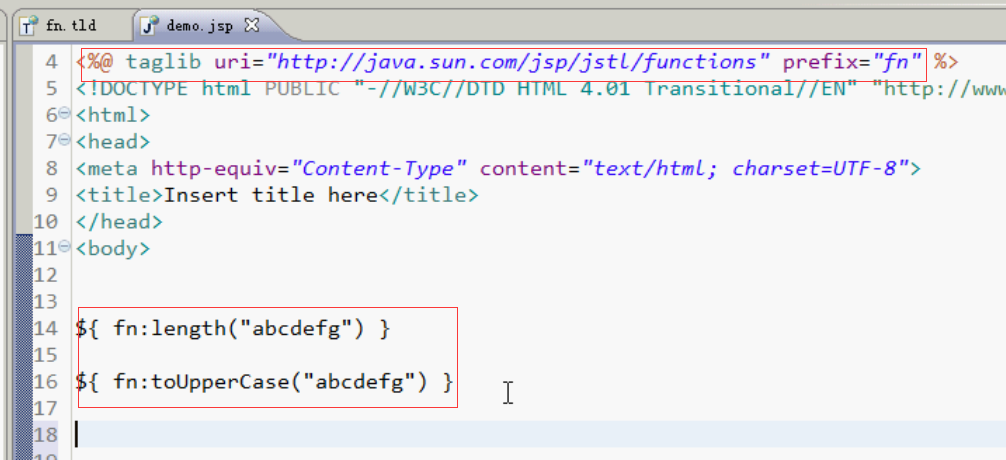 fn.tld demo.jsp
4 <%@ taglib uri="http://java.sun.com/jsp/jstl/functions" prefix="fn" %>
5 <!DOCTYPE html PUBLIC "-//W3C//DTD HTML 4.01 Transitional//EN" "http://www
6 <html>
7 <head>
8 <meta http-equiv="Content-Type" content="text/html; charset=UTF-8">
9 <title>Insert title here</title>
10 </head>
11 <body>
12
13
14 ${ fn:length("abcdefg") }
15
16 ${ fn:toUpperCase("abcdefg") }
17
18
19